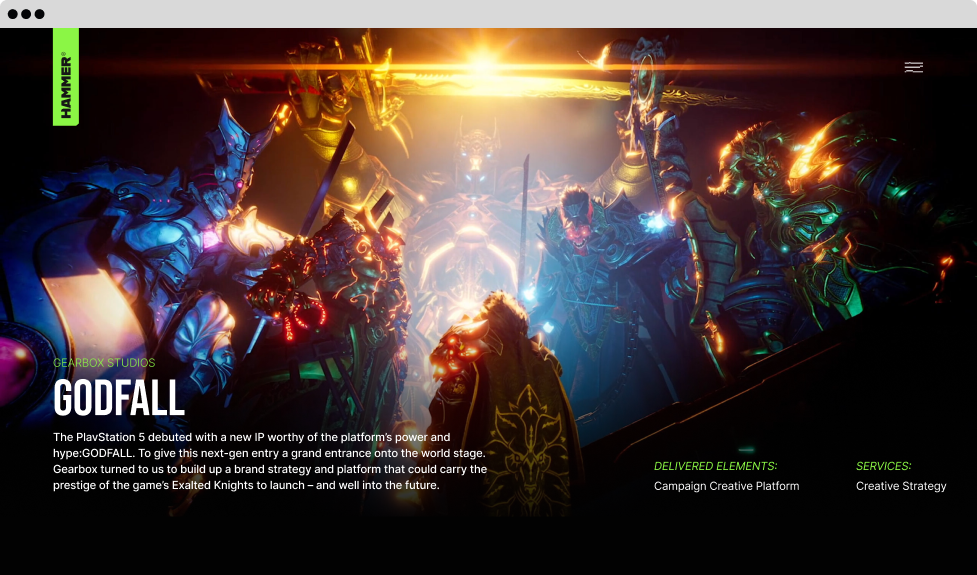 HAMMER®
GEARBOX STUDIOS
GODFALL
The PlavStation 5 debuted with a new IP worthy of the platform's power and
hype:GODFALL. To give this next-gen entry a grand entrance onto the world stage.
Gearbox turned to us to build up a brand strategy and platform that could carry the
prestige of the game's Exalted Knights to launch – and well into the future.
DELIVERED ELEMENTS:
Campaign Creative Platform
SERVICES:
Creative Strategy